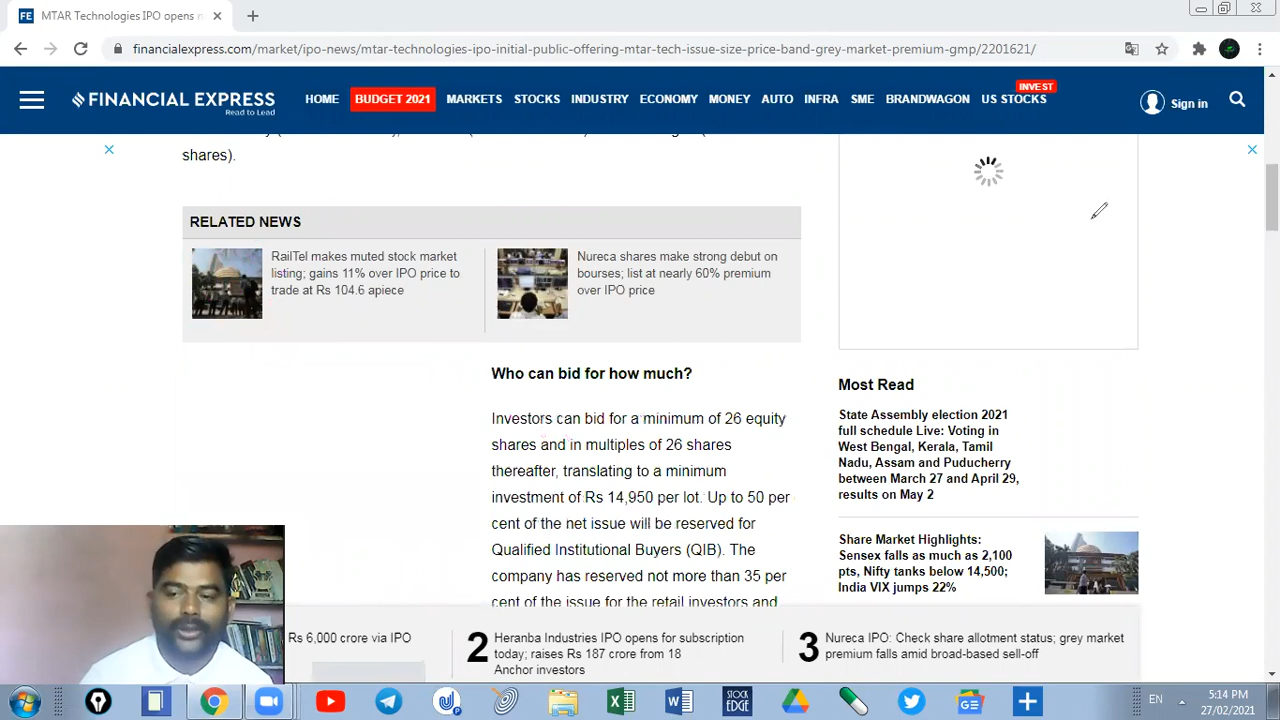 FE MTAR Technologies IPO opens n
financialexpress.com/market/ipo-news/mtar-technologies-ipo-initial-public-offering-mtar-tech-issue-size-price-band-grey-market-premium-gmp/2201621/
FINANCIAL EXPRESS
Read to Lead
HOME BUDGET 2021 MARKETS STOCKS INDUSTRY ECONOMY MONEY AUTO INFRA SME BRANDWAGON US STOCKS
INVEST
Sign in
shares).
RELATED NEWS
RailTel makes muted stock market
listing; gains 11% over IPO price to
trade at Rs 104.6 apiece
Nureca shares make strong debut on
bourses; list at nearly 60% premium
over IPO price
Who can bid for how much?
Investors can bid for a minimum of 26 equity
shares and in multiples of 26 shares
thereafter, translating to a minimum
investment of Rs 14,950 per lot. Up to 50 per
cent of the net issue will be reserved for
Qualified Institutional Buyers (QIB). The
company has reserved not more than 35 per
cent of the issue for the retail investors and
Most Read
State Assembly election 2021
full schedule Live: Voting in
West Bengal, Kerala, Tamil
Nadu, Assam and Puducherry
between March 27 and April 29,
results on May 2
Share Market Highlights:
Sensex falls as much as 2,100
pts, Nifty tanks below 14,500;
India VIX jumps 22%
Rs 6,000 crore via IPO
2 Heranba Industries IPO opens for subscription
today; raises Rs 187 crore from 18
Anchor investors
3 Nureca IPO: Check share allotment status; grey market
premium falls amid broad-based sell-off
STOCK
EDGE
EN
5:14 PM
27/02/2021